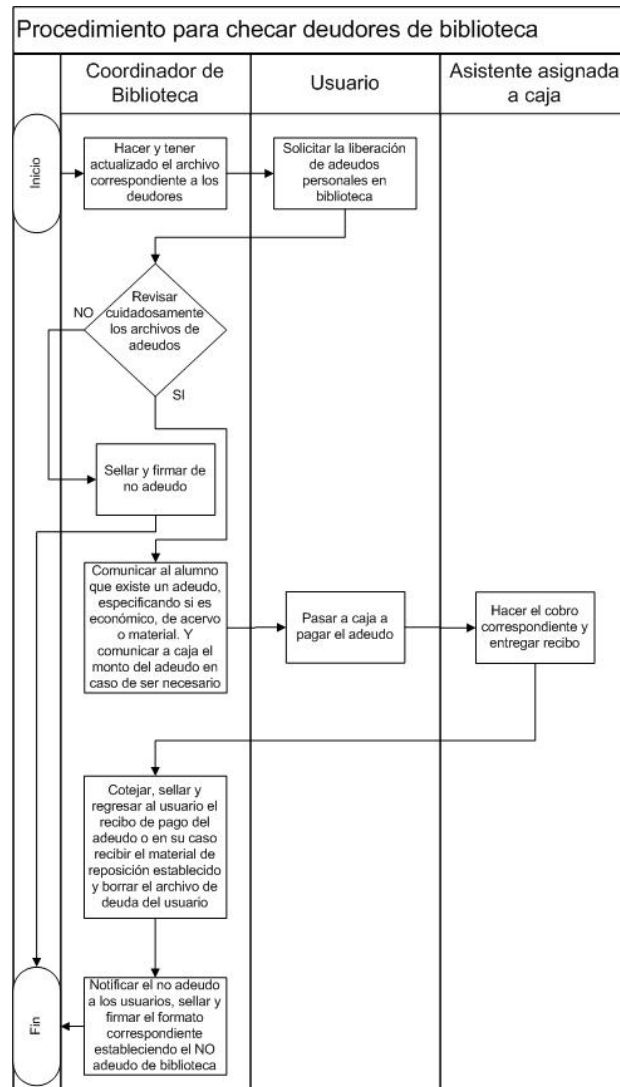 Procedimiento para checar deudores de biblioteca
Coordinador de
Biblioteca
Usuario
Asistente asignada
a caja
Inicio
Hacer y tener
actualizado el archivo
correspondiente a los
deudores
Solicitar la liberación
de adeudos
personales en
biblioteca
Revisar
cuidadosamente
los archivos de
adeudos
NO
SI
Sellar y firmar de
no adeudo
Comunicar al alumno
que existe un adeudo,
especificando si es
económico, de acervo
o material. Y
comunicar a caja el
monto del adeudo en
caso de ser necesario
Pasar a caja a
pagar el adeudo
Hacer el cobro
correspondiente y
entregar recibo
Cotejar, sellar y
regresar al usuario el
recibo de pago del
adeudo o en su caso
recibir el material de
reposición establecido
y borrar el archivo de
deuda del usuario
Notificar el no adeudo
a los usuarios, sellar y
firmar el formato
correspondiente
estableciendo el NO
adeudo de biblioteca
Fin